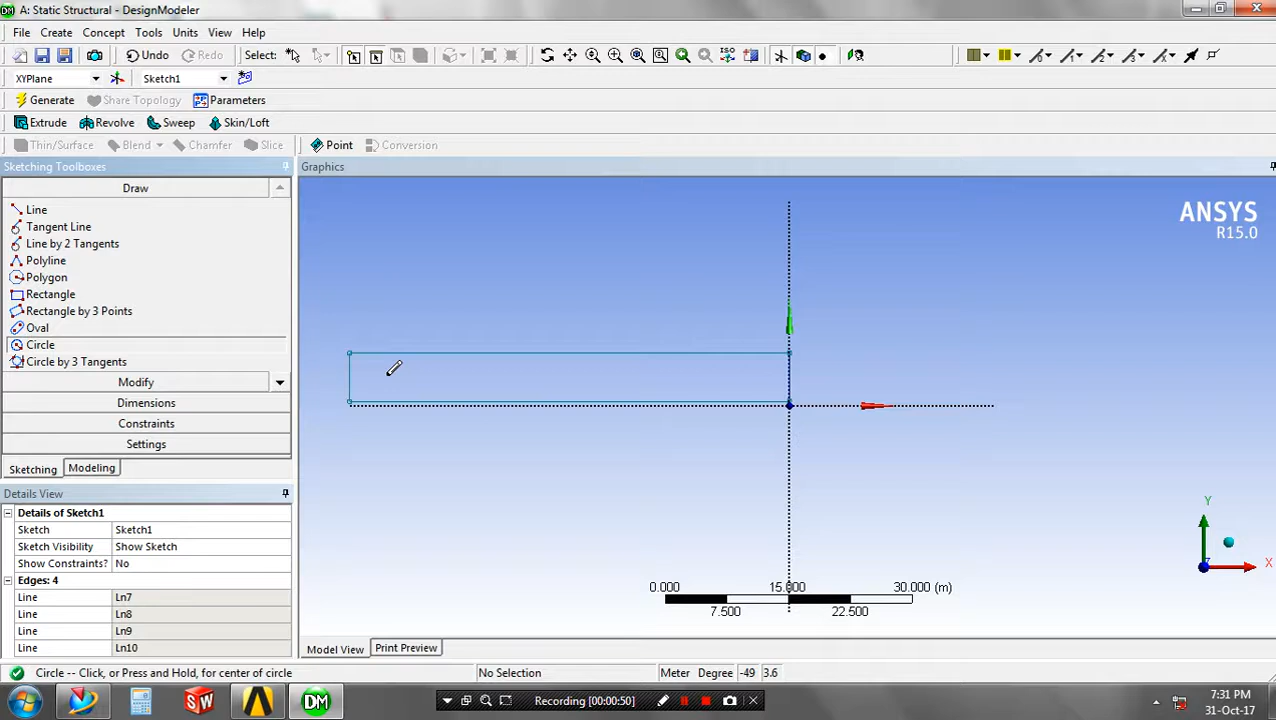 DM A: Static Structural - DesignModeler
File Create Concept Tools Units View Help
Undo Redo Select:
XYPlane Sketch1
Generate Share Topology Parameters
Extrude Revolve Sweep Skin/Loft
Thin/Surface Blend Chamfer Slice Point Conversion
Sketching Toolboxes
Draw
Line
Tangent Line
Line by 2 Tangents
Polyline
Polygon
Rectangle
Rectangle by 3 Points
Oval
Circle
Circle by 3 Tangents
Modify
Dimensions
Constraints
Settings
Sketching Modeling
Details View
Details of Sketch1
Sketch Sketch1
Sketch Visibility Show Sketch
Show Constraints? No
Edges: 4
Line Ln7
Line Ln8
Line Ln9
Line Ln10
Graphics
ANSYS
R15.0
Y
X
0.000 15.000 30.000 (m)
7.500 22.500
Model View Print Preview
Circle -- Click, or Press and Hold, for center of circle No Selection Meter Degree -49 3.6
SW DM Recording [00:00:50] 7:31 PM
31-Oct-17